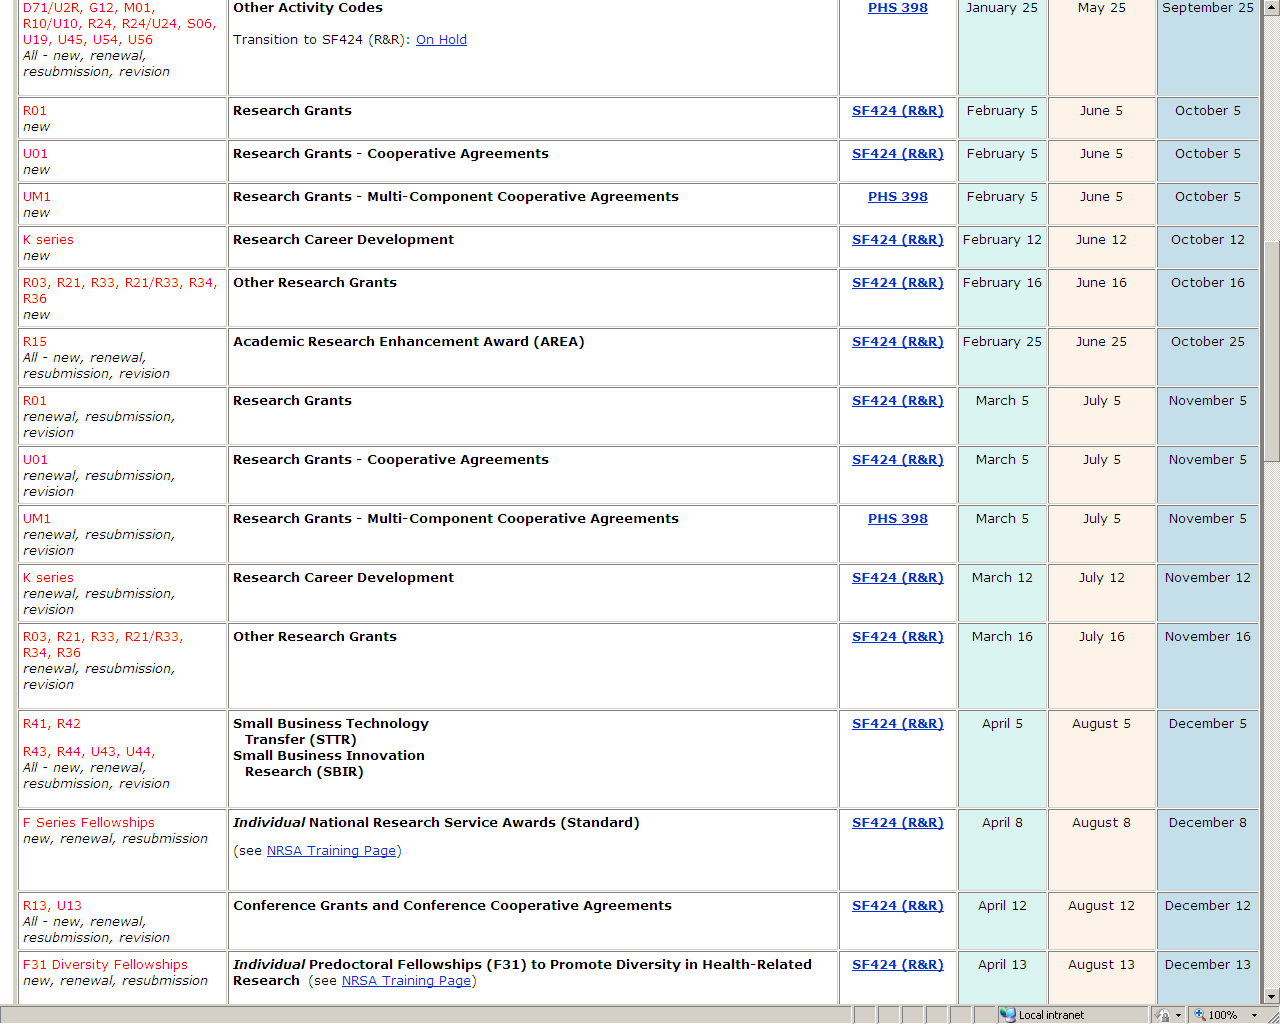 D71/U2R, G12, M01, Other Activity Codes PHS 398 January 25 May 25 September 25
R10/U10, R24, R24/U24, S06,
U19, U45, U54, U56 Transition to SF424 (R&R): On Hold
All - new, renewal,
resubmission, revision
R01 Research Grants SF424 (R&R) February 5 June 5 October 5
new
U01 Research Grants - Cooperative Agreements SF424 (R&R) February 5 June 5 October 5
new
UM1 Research Grants - Multi-Component Cooperative Agreements PHS 398 February 5 June 5 October 5
new
K series Research Career Development SF424 (R&R) February 12 June 12 October 12
new
R03, R21, R33, R21/R33, R34, Other Research Grants SF424 (R&R) February 16 June 16 October 16
R36
new
R15 Academic Research Enhancement Award (AREA) SF424 (R&R) February 25 June 25 October 25
All - new, renewal,
resubmission, revision
R01 Research Grants SF424 (R&R) March 5 July 5 November 5
renewal, resubmission,
revision
U01 Research Grants - Cooperative Agreements SF424 (R&R) March 5 July 5 November 5
renewal, resubmission,
revision
UM1 Research Grants - Multi-Component Cooperative Agreements PHS 398 March 5 July 5 November 5
renewal, resubmission,
revision
K series Research Career Development SF424 (R&R) March 12 July 12 November 12
renewal, resubmission,
revision
R03, R21, R33, R21/R33, Other Research Grants SF424 (R&R) March 16 July 16 November 16
R34, R36
renewal, resubmission,
revision
R41, R42 Small Business Technology SF424 (R&R) April 5 August 5 December 5
Transfer (STTR)
R43, R44, U43, U44, Small Business Innovation
All - new, renewal, Research (SBIR)
resubmission, revision
F Series Fellowships Individual National Research Service Awards (Standard) SF424 (R&R) April 8 August 8 December 8
new, renewal, resubmission
(see NRSA Training Page)
R13, U13 Conference Grants and Conference Cooperative Agreements SF424 (R&R) April 12 August 12 December 12
All - new, renewal,
resubmission, revision
F31 Diversity Fellowships Individual Predoctoral Fellowships (F31) to Promote Diversity in Health-Related SF424 (R&R) April 13 August 13 December 13
new, renewal, resubmission Research (see NRSA Training Page)
Local intranet 100%